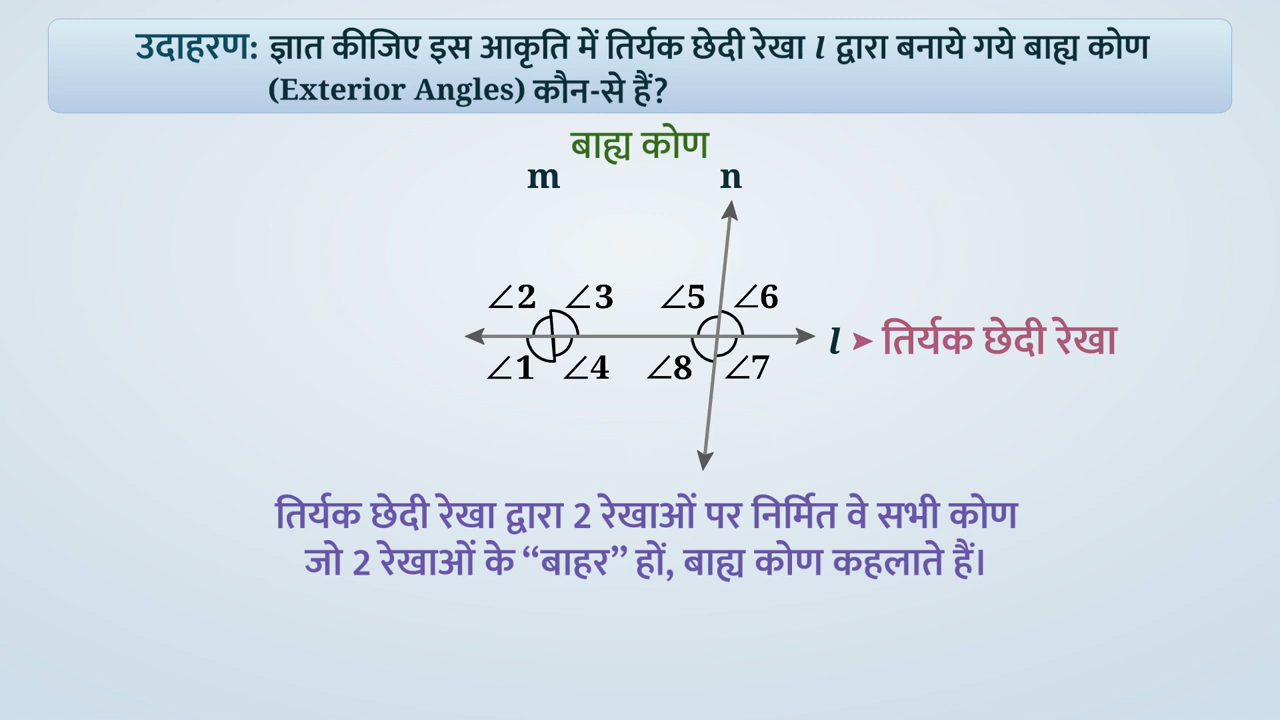 उदाहरण: ज्ञात कीजिए इस आकृति में तिर्यक छेदी रेखा l द्वारा बनाये गये बाह्य कोण
(Exterior Angles) कौन-से हैं?
बाह्य कोण
m n
∠2 ∠3 ∠5 ∠6
l ➤ तिर्यक छेदी रेखा
∠1 ∠4 ∠8 ∠7
तिर्यक छेदी रेखा द्वारा 2 रेखाओं पर निर्मित वे सभी कोण
जो 2 रेखाओं के “बाहर” हों, बाह्य कोण कहलाते हैं।